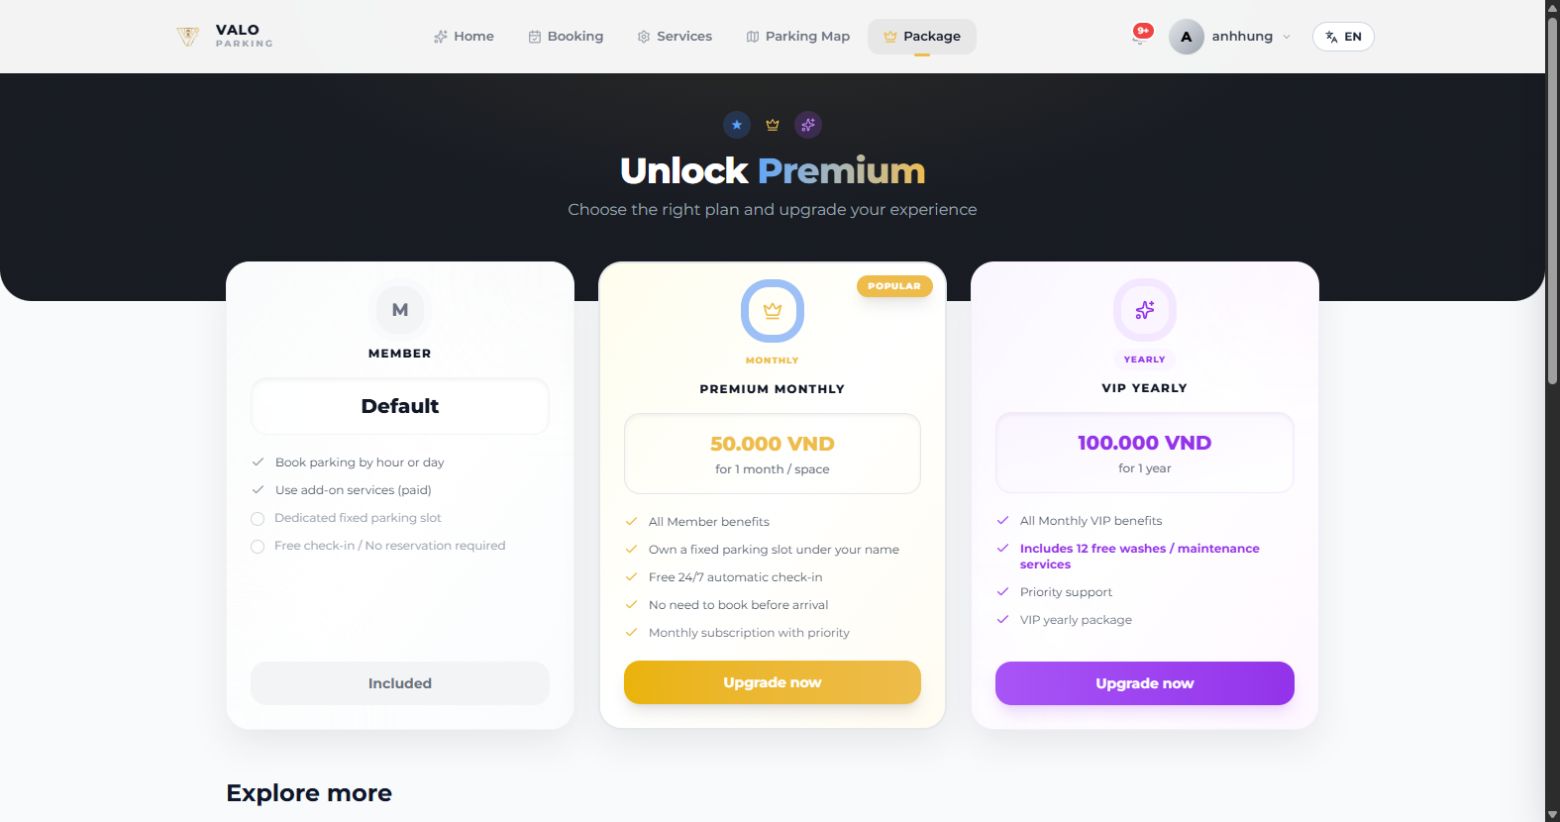 VALO
PARKING
Home
Booking
Services
Parking Map
Package
9+
A
anhhung
EN
Unlock Premium
Choose the right plan and upgrade your experience
M
MEMBER
Default
Book parking by hour or day
Use add-on services (paid)
Dedicated fixed parking slot
Free check-in / No reservation required
Included
POPULAR
MONTHLY
PREMIUM MONTHLY
50.000 VND
for 1 month / space
All Member benefits
Own a fixed parking slot under your name
Free 24/7 automatic check-in
No need to book before arrival
Monthly subscription with priority
Upgrade now
YEARLY
VIP YEARLY
100.000 VND
for 1 year
All Monthly VIP benefits
Includes 12 free washes / maintenance
services
Priority support
VIP yearly package
Upgrade now
Explore more